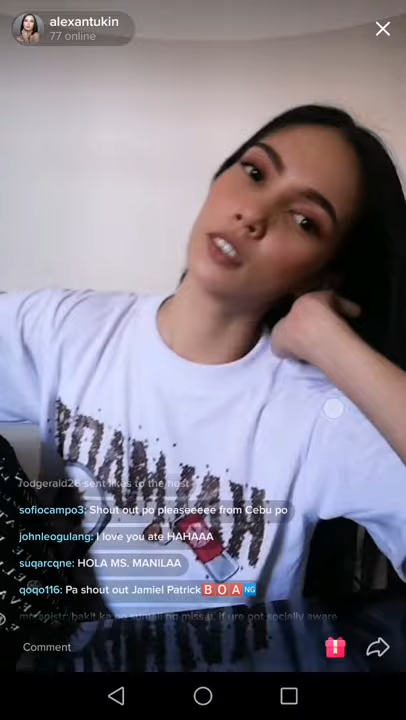 alexantukin
77 online
rodgerald26 sent likes to the host
sofiocampo3: Shout out po pleaseeeee from Cebu po
johnleogulang: I love you ate HAHAAA
suqarcqne: HOLA MS. MANILAA
qoqo116: Pa shout out Jamiel Patrick B O A NG
Comment